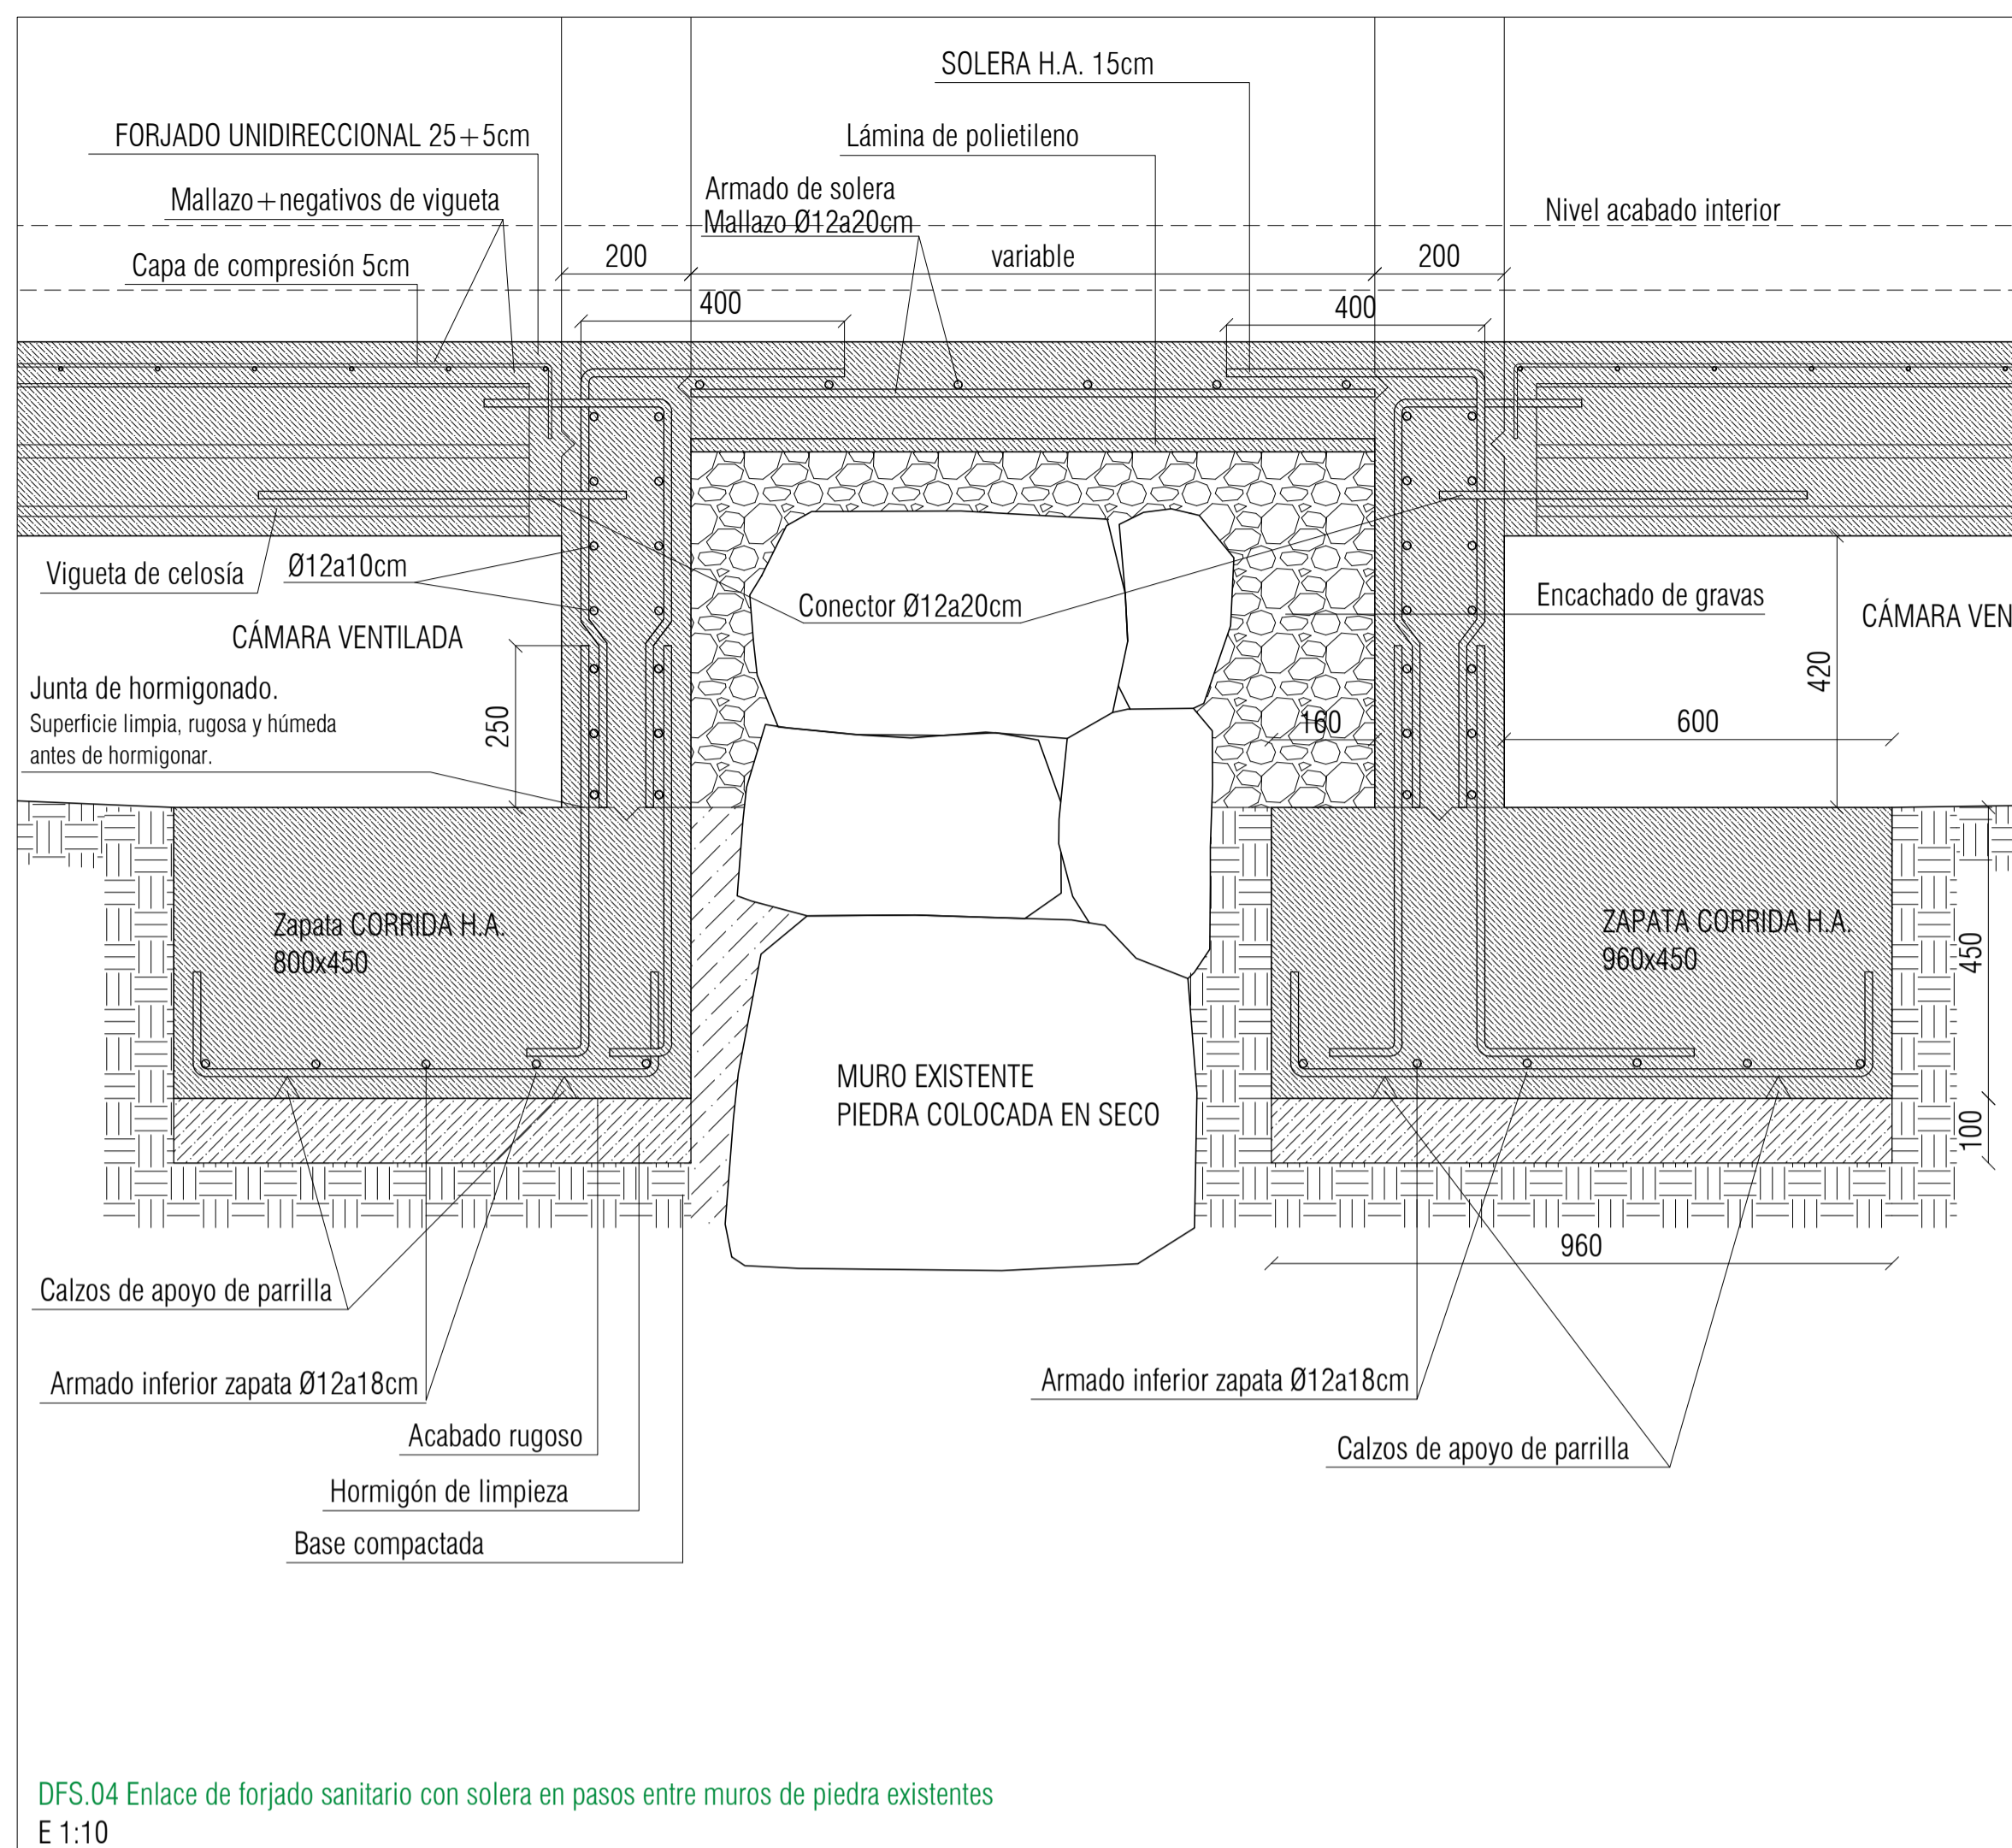 SOLERA H.A. 15cm
FORJADO UNIDIRECCIONAL 25+5cm
Lámina de polietileno
Mallazo+negativos de vigueta
Armado de solera
Mallazo Ø12a20cm
Nivel acabado interior
Capa de compresión 5cm
200
variable
200
400
400
Vigueta de celosía
Ø12a10cm
Conector Ø12a20cm
Encachado de gravas
CÁMARA VENTILADA
CÁMARA VEN
420
Junta de hormigonado.
Superficie limpia, rugosa y húmeda
antes de hormigonar.
250
160
600
Zapata CORRIDA H.A.
800x450
ZAPATA CORRIDA H.A.
960x450
450
MURO EXISTENTE
PIEDRA COLOCADA EN SECO
100
960
Calzos de apoyo de parrilla
Armado inferior zapata Ø12a18cm
Armado inferior zapata Ø12a18cm
Acabado rugoso
Calzos de apoyo de parrilla
Hormigón de limpieza
Base compactada
DFS.04 Enlace de forjado sanitario con solera en pasos entre muros de piedra existentes
E 1:10